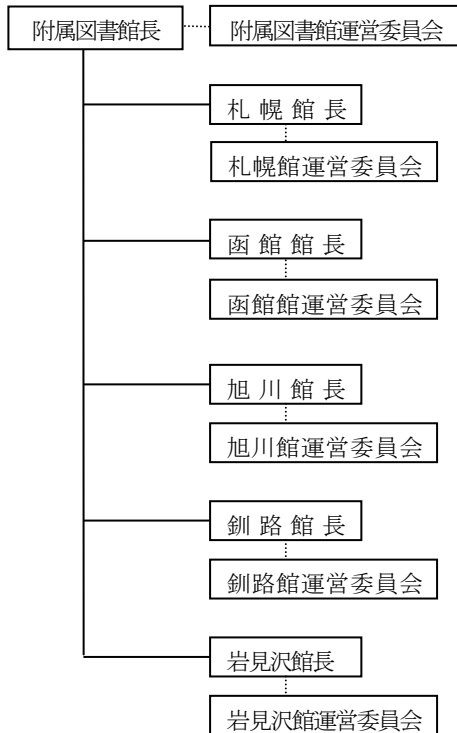 附属図書館長
附属図書館運営委員会
札幌館長
札幌館運営委員会
函館館長
函館館運営委員会
旭川館長
旭川館運営委員会
釧路館長
釧路館運営委員会
岩見沢館長
岩見沢館運営委員会